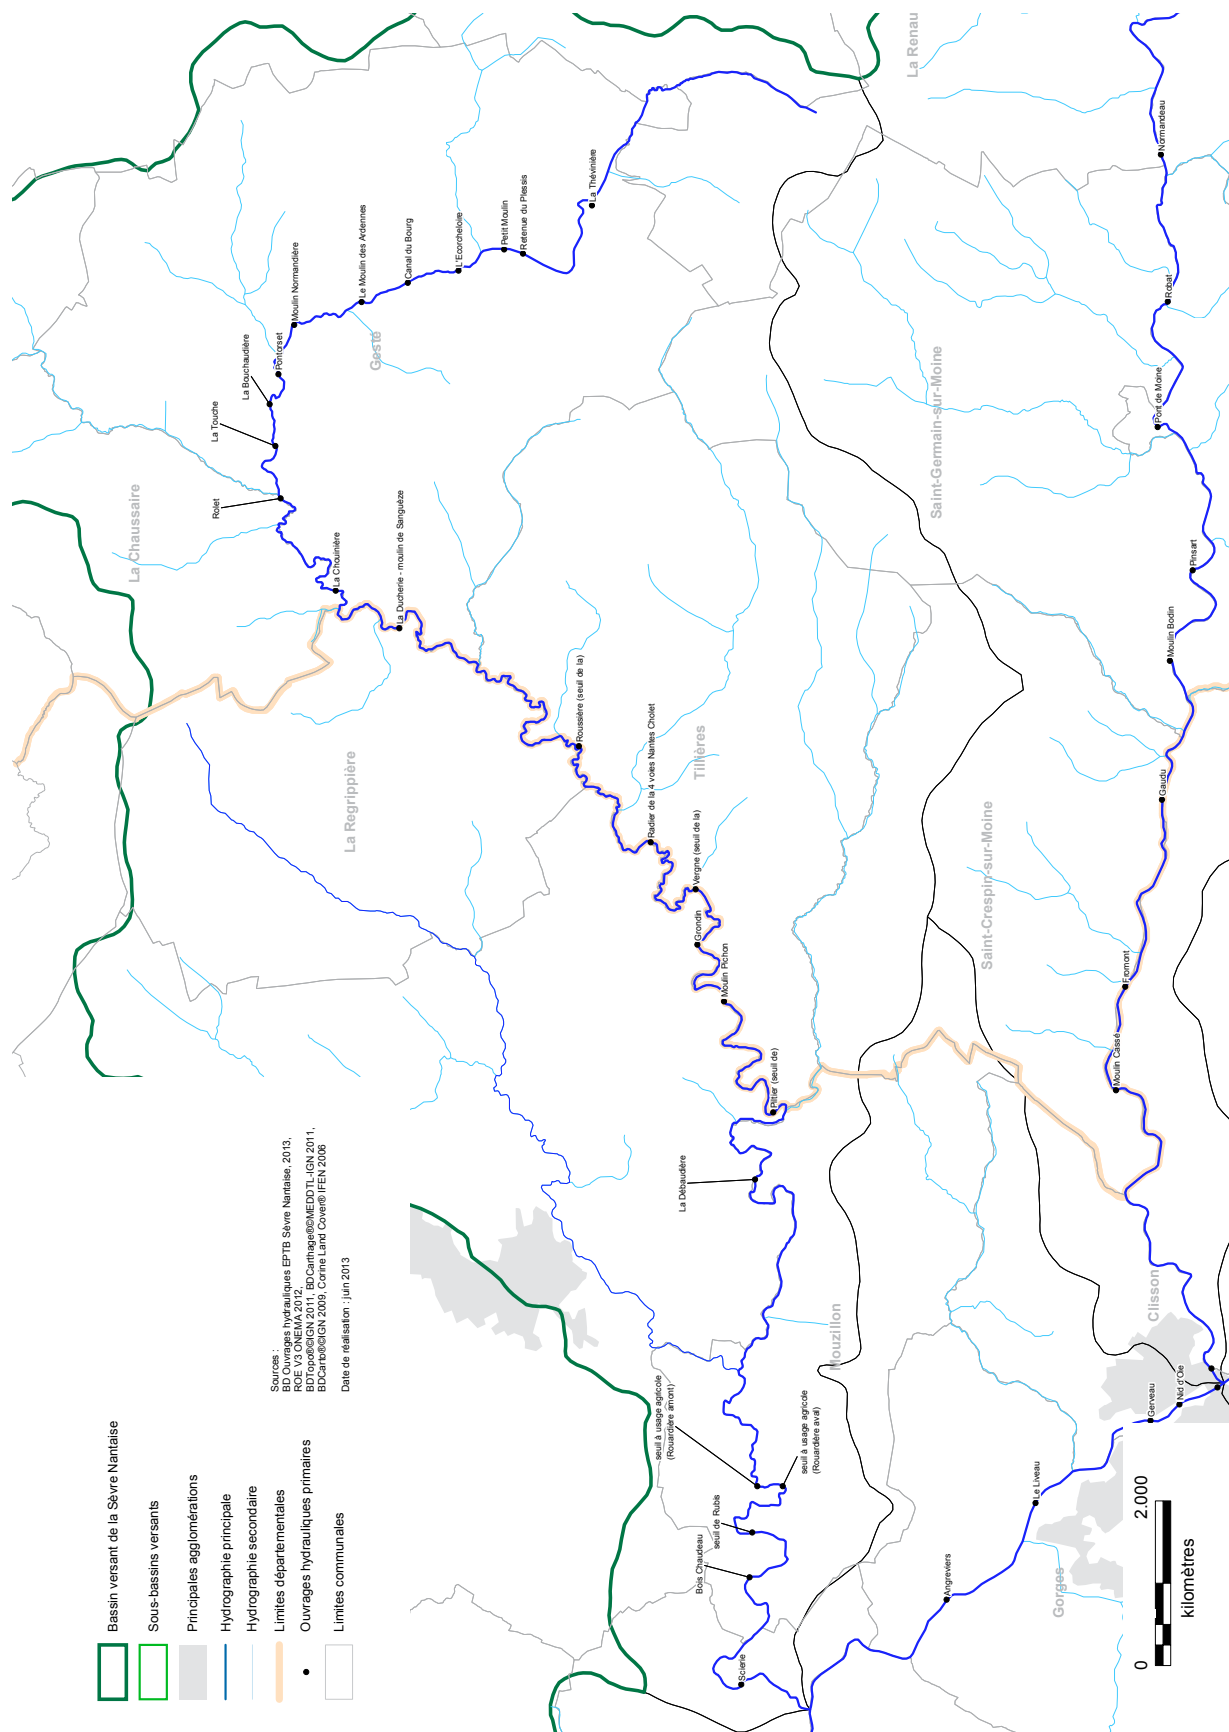 Bassin versant de la Sèvre Nantaise
Sous-bassins versants
Principales agglomérations
Hydrographie principale
Hydrographie secondaire
Limites départementales
Ouvrages hydrauliques primaires
Limites communales
Sources :
BD Ouvrages hydrauliques EPTB Sèvre Nantaise, 2013,
ROE V3 ONEMA 2012,
BDTopo®©IGN 2011, BDCarthage®©MEDDTL-IGN 2011,
BDCarto®©IGN 2009, Corine Land Cover® IFEN 2006
Date de réalisation : juin 2013
La Chaussaire
La Regrippière
Gesté
Tillières
La Renau
Saint-Germain-sur-Moine
Saint-Crespin-sur-Moine
Mouzillon
Clisson
Gorges
Rolet
La Touche
La Bouchaudière
Pontorset
Moulin Normandière
Le Moulin des Ardennes
Canal du Bourg
L'Ecorcheloire
Petit Moulin
Retenue du Plessis
La Thévinière
La Chouinière
La Ducherie - moulin de Sanguèze
Roussière (seuil de la)
Radier de la 4 voies Nantes Cholet
Vergne (seuil de la)
Grondin
Moulin Pichon
Piltier (seuil de)
La Débaudière
seuil à usage agricole
(Rouardière amont)
seuil à usage agricole
(Rouardière aval)
seuil de Rubis
Bois Chaudeau
Scierie
Normandeau
Robat
Pont de Moine
Pinsart
Moulin Bodin
Gaudu
Fromont
Moulin Cassé
Gerveau
Nid d'Oie
Le Liveau
Angreviers
0
2.000
kilomètres